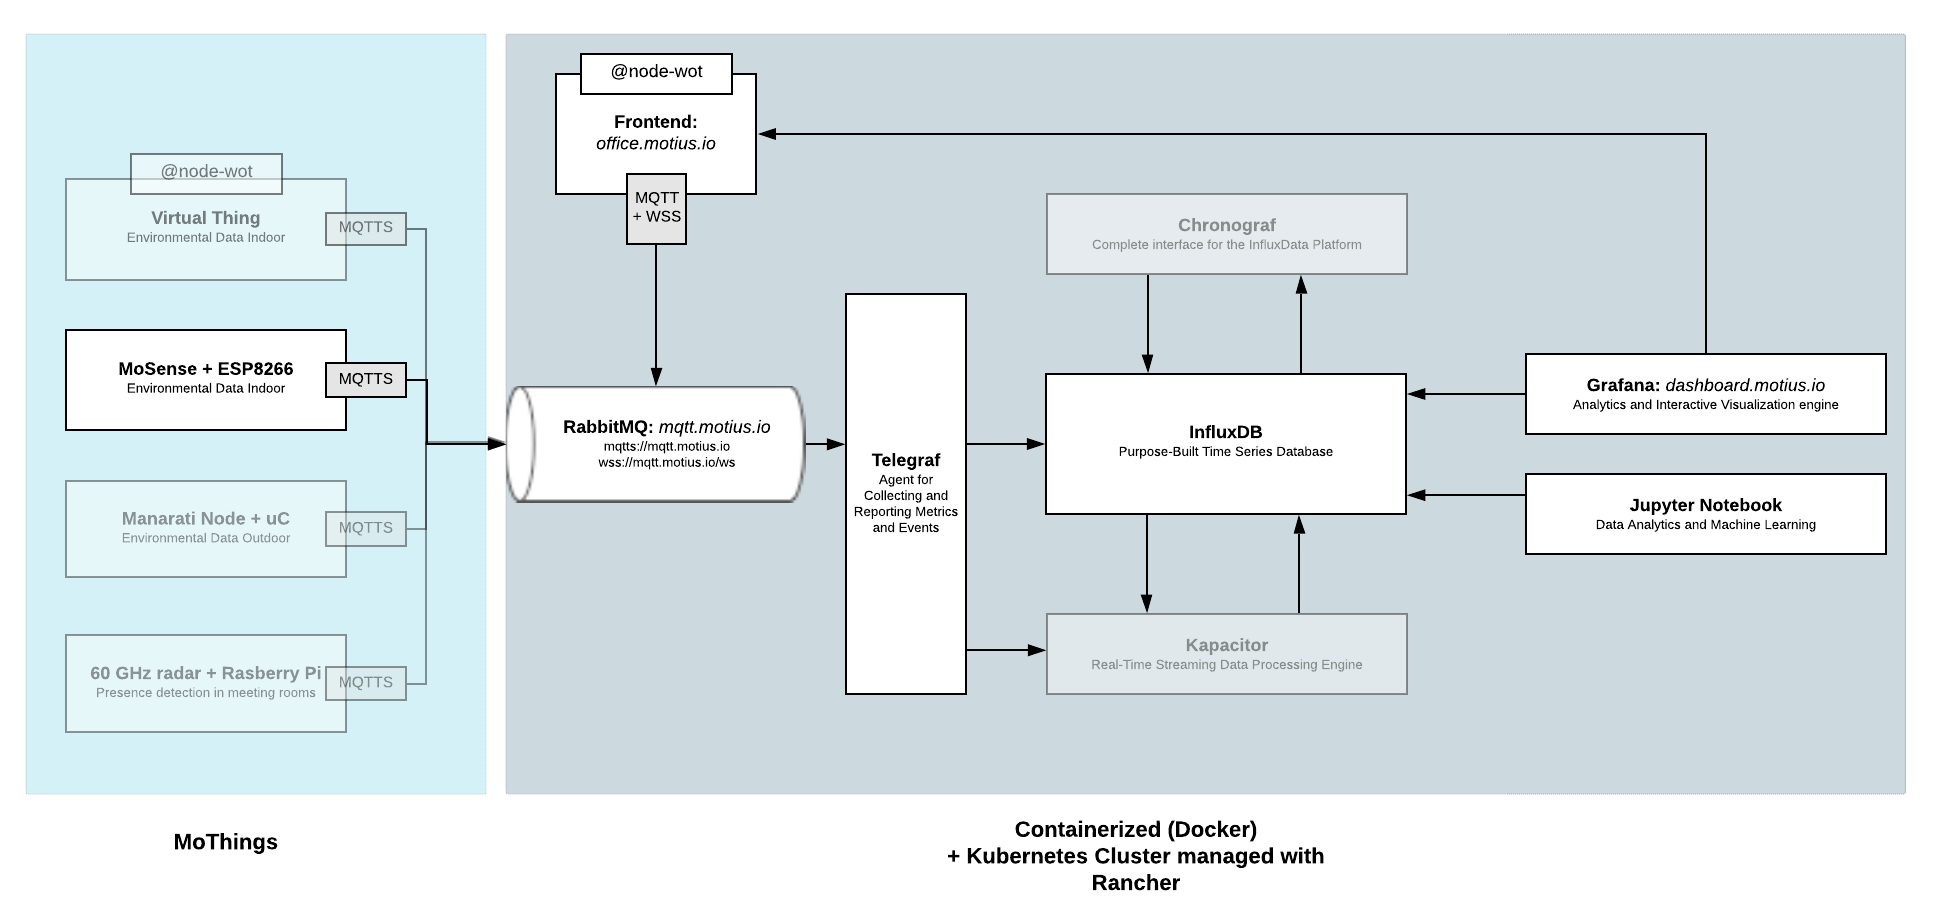 @node-wot
Virtual Thing
Environmental Data Indoor
MQTTS
MoSense + ESP8266
Environmental Data Indoor
MQTTS
Manarati Node + uC
Environmental Data Outdoor
MQTTS
60 GHz radar + Rasberry Pi
Presence detection in meeting rooms
MQTTS
MoThings
@node-wot
Frontend:
office.motius.io
MQTT
+ WSS
RabbitMQ: mqtt.motius.io
mqtts://mqtt.motius.io
wss://mqtt.motius.io/ws
Telegraf
Agent for
Collecting and
Reporting Metrics
and Events
Chronograf
Complete interface for the InfluxData Platform
InfluxDB
Purpose-Built Time Series Database
Kapacitor
Real-Time Streaming Data Processing Engine
Grafana: dashboard.motius.io
Analytics and Interactive Visualization engine
Jupyter Notebook
Data Analytics and Machine Learning
Containerized (Docker)
+ Kubernetes Cluster managed with
Rancher